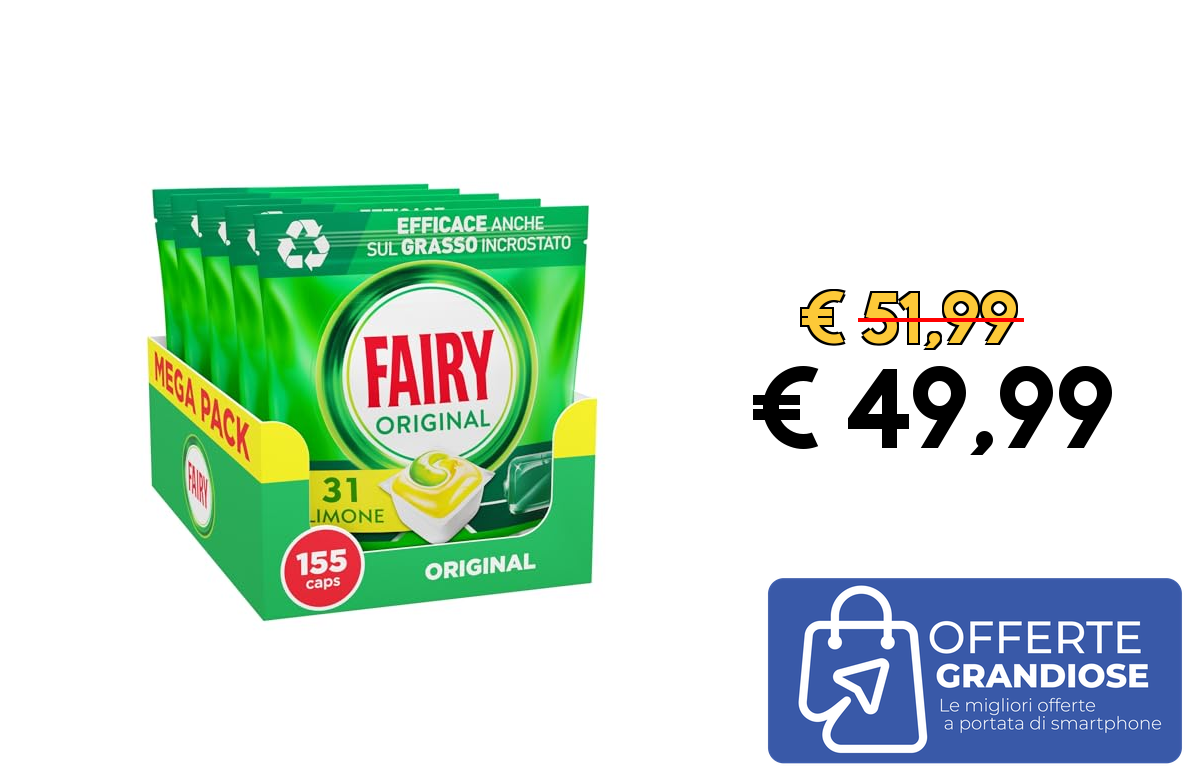 EFFICACE ANCHE
SUL GRASSO INCROSTATO
FAIRY
ORIGINAL
MEGA PACK
FAIRY
31
LIMONE
155
caps
ORIGINAL
€ 51,99
€ 49,99
OFFERTE
GRANDIOSE
Le migliori offerte
a portata di smartphone